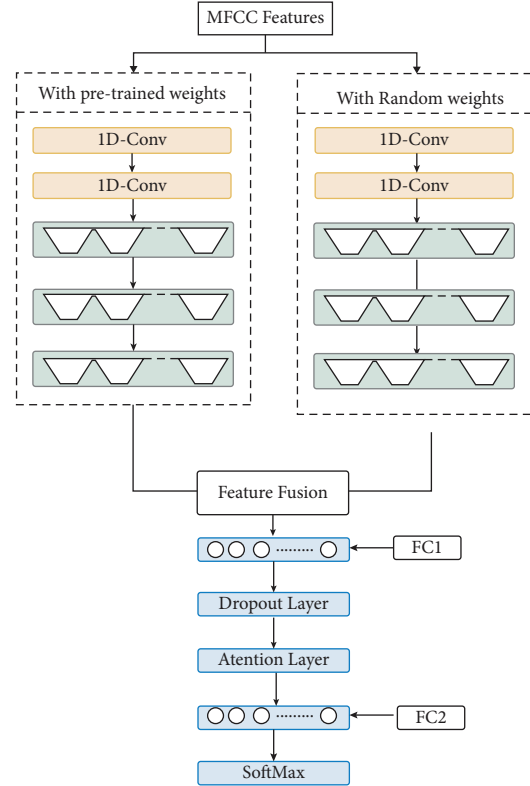 MFCC Features
With pre-trained weights
1D-Conv
1D-Conv
With Random weights
1D-Conv
1D-Conv
Feature Fusion
FC1
Dropout Layer
Atention Layer
FC2
SoftMax